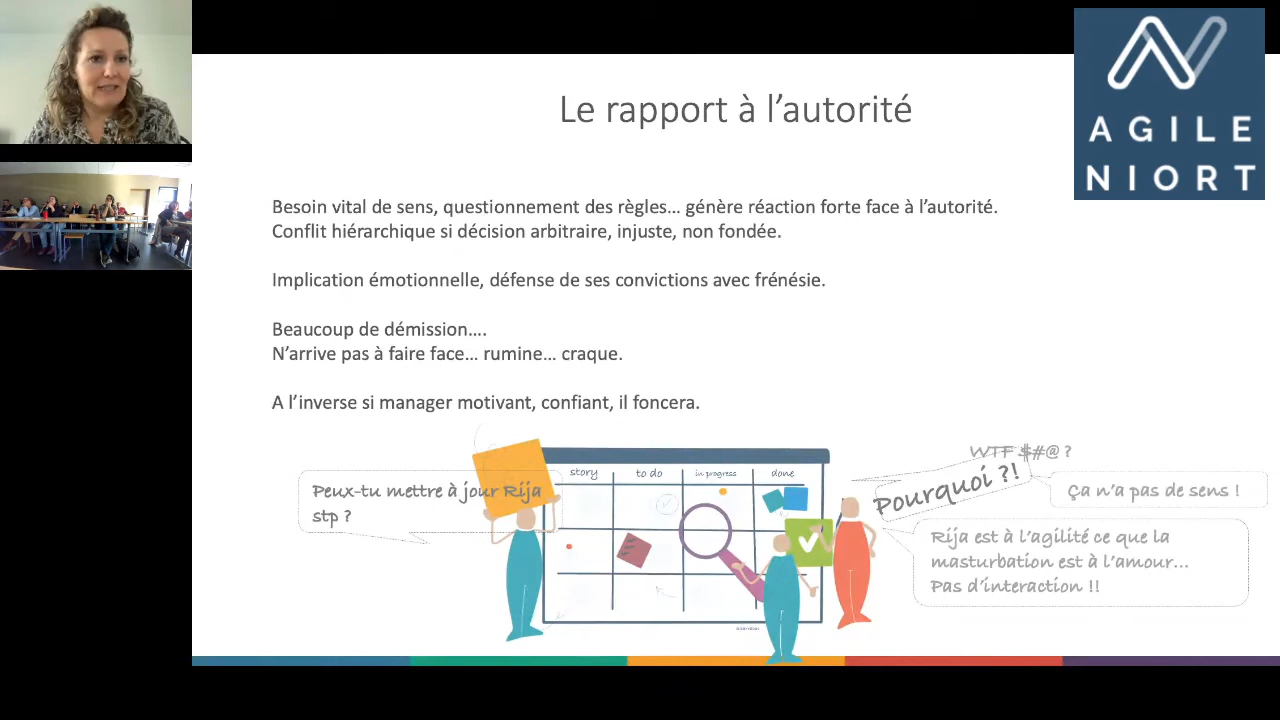 AGILE
NIORT
Le rapport à l’autorité
Besoin vital de sens, questionnement des règles… génère réaction forte face à l’autorité.
Conflit hiérarchique si décision arbitraire, injuste, non fondée.
Implication émotionnelle, défense de ses convictions avec frénésie.
Beaucoup de démission….
N’arrive pas à faire face… rumine… craque.
A l’inverse si manager motivant, confiant, il foncera.
story
to do
in progress
done
Peux-tu mettre à jour Rija
stp ?
WTF $#@ ?
Pourquoi ?!
Ça n’a pas de sens !
Rija est à l’agilité ce que la
masturbation est à l’amour…
Pas d’interaction !!